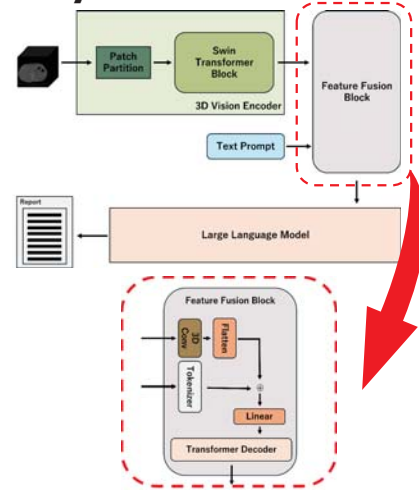 Patch
Partition
Swin
Transformer
Block
3D Vision Encoder
Feature Fusion
Block
Text Prompt
Report
Large Language Model
Feature Fusion Block
3D
Conv
Flatten
Tokenizer
Linear
Transformer Decoder